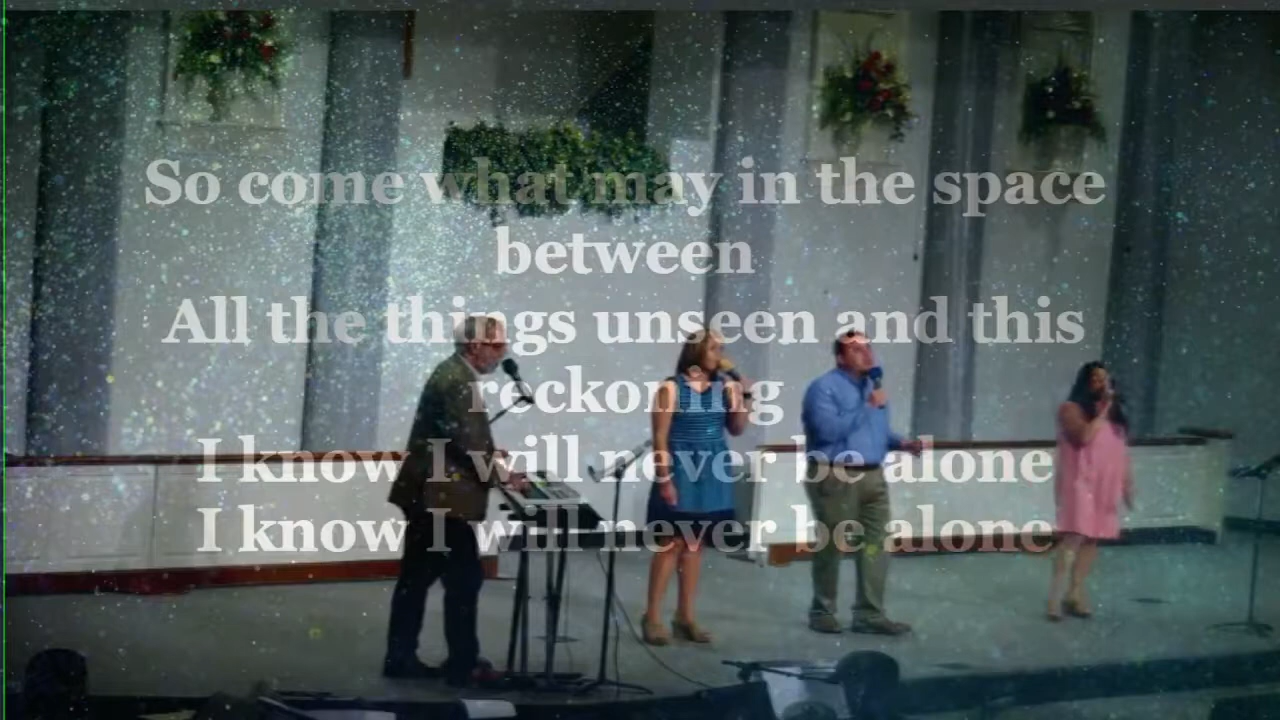 So come what may in the space
between
All the things unseen and this
reckoning
I know I will never be alone
I know I will never be alone